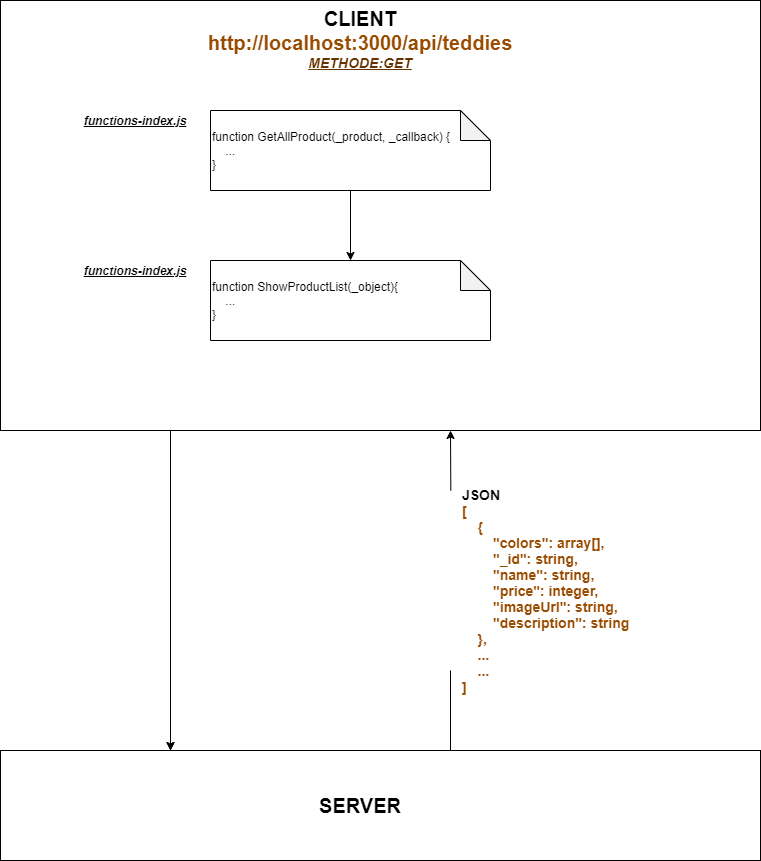 CLIENT
http://localhost:3000/api/teddies
METHODE:GET
functions-index.js
function GetAllProduct(_product, _callback) {
...
}
functions-index.js
function ShowProductList(_object){
...
}
JSON
[
{
"colors": array[],
"_id": string,
"name": string,
"price": integer,
"imageUrl": string,
"description": string
},
...
...
]
SERVER